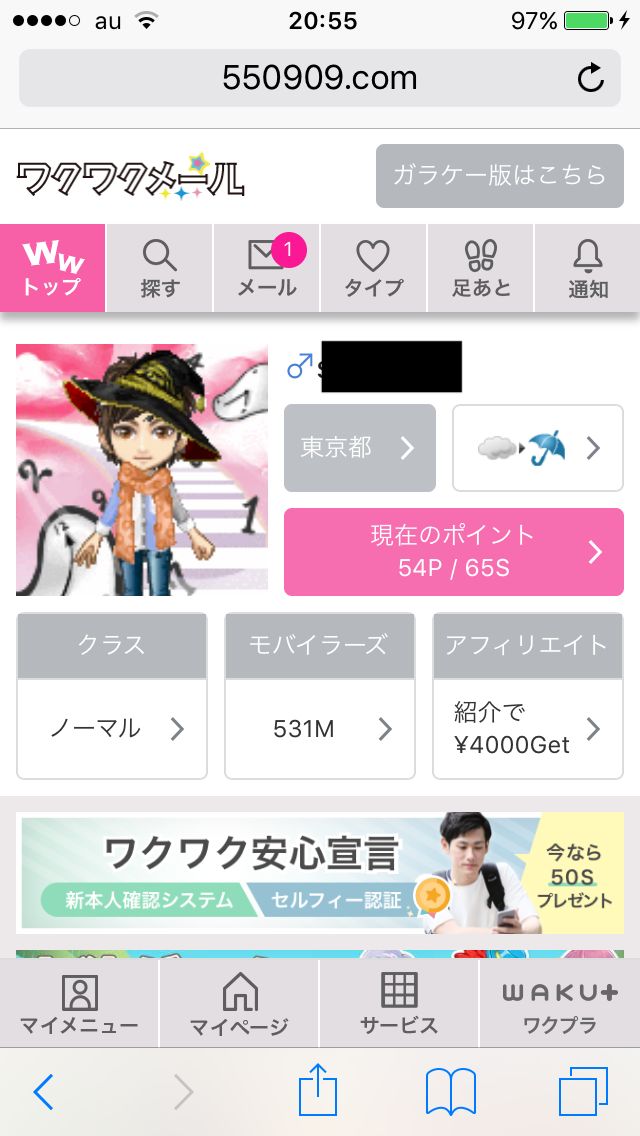 au 20:55 97%
550909.com
ワクワクメール
ガラケー版はこちら
WW 1
トップ 探す メール タイプ 足あと 通知
♂
東京都
現在のポイント
54P / 65S
クラス モバイラーズ アフィリエイト
ノーマル 531M 紹介で
¥4000Get
ワクワク安心宣言
新本人確認システム セルフィー認証
今なら
50S
プレゼント
マイメニュー マイページ サービス WAKU+
ワクプラ